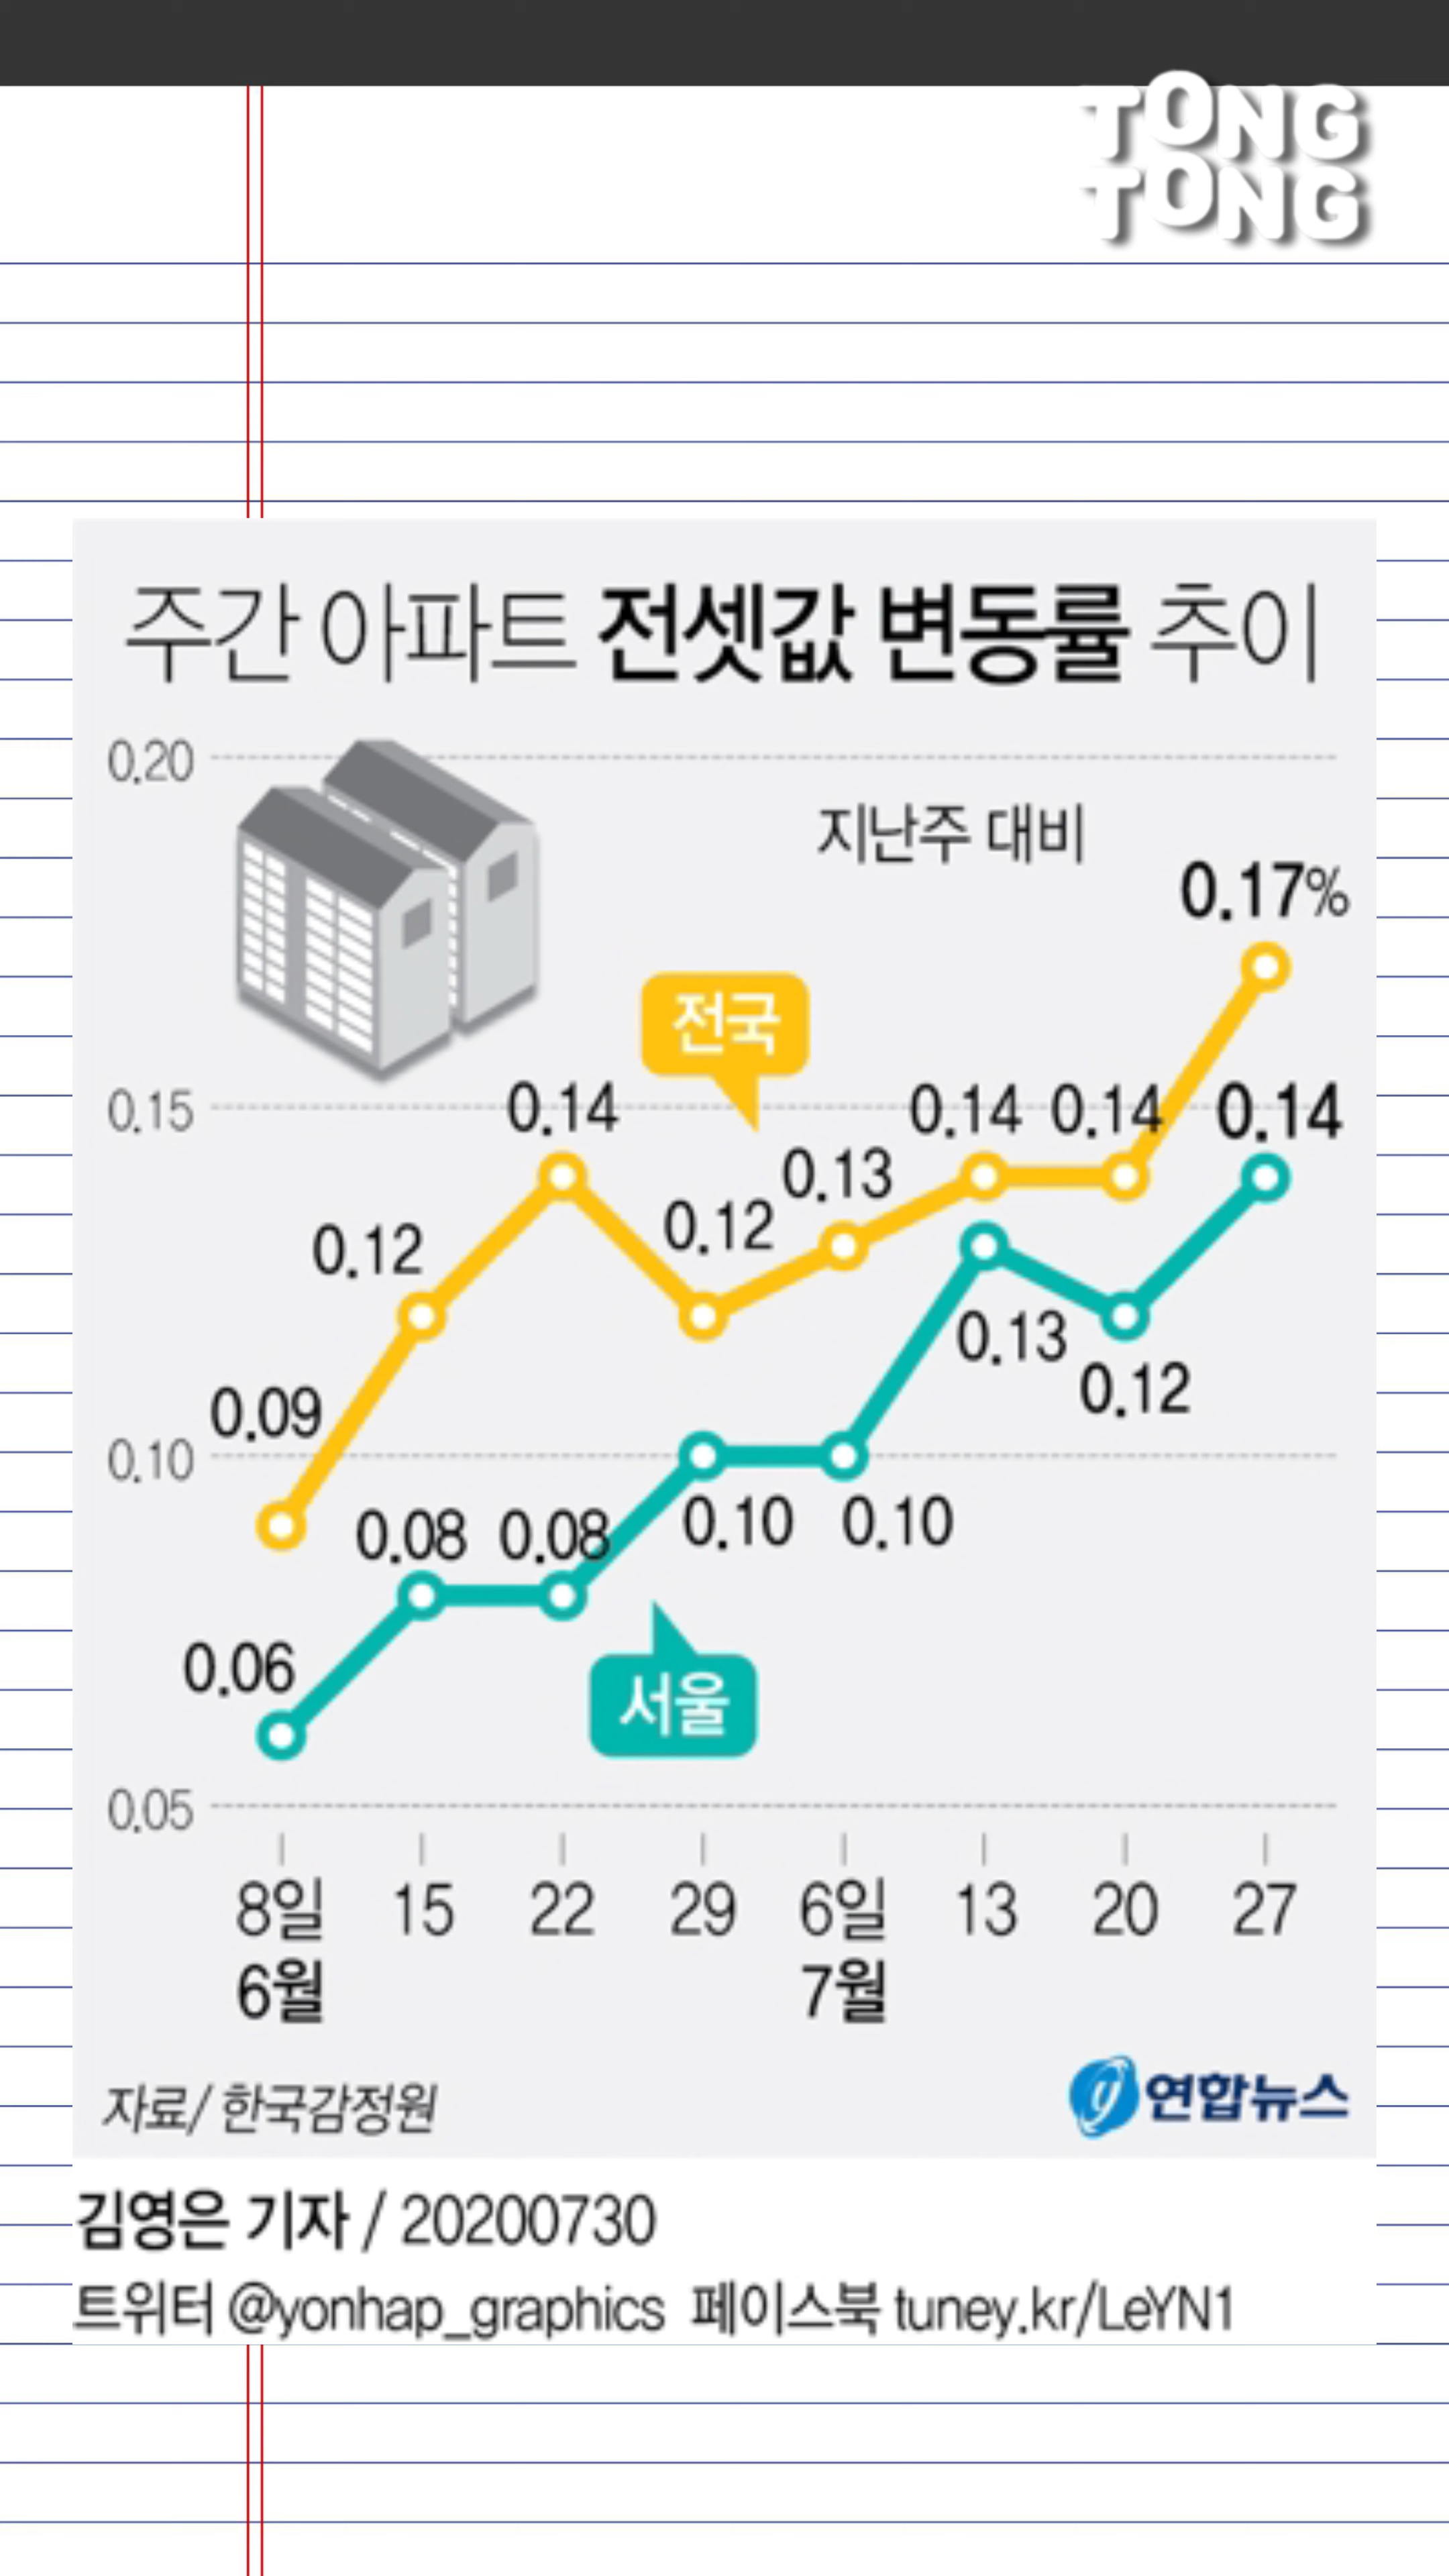 TONG
TONG
주간 아파트 전셋값 변동률 추이
0.20
지난주 대비
0.17%
전국
0.15
0.14
0.14
0.14
0.14
0.13
0.12
0.12
0.13
0.12
0.09
0.10
0.08
0.08
0.10
0.10
0.06
서울
0.05
8일 15 22 29 6일 13 20 27
6월 7월
자료/ 한국감정원
연합뉴스
김영은 기자 / 20200730
트위터 @yonhap_graphics 페이스북 tuney.kr/LeYN1